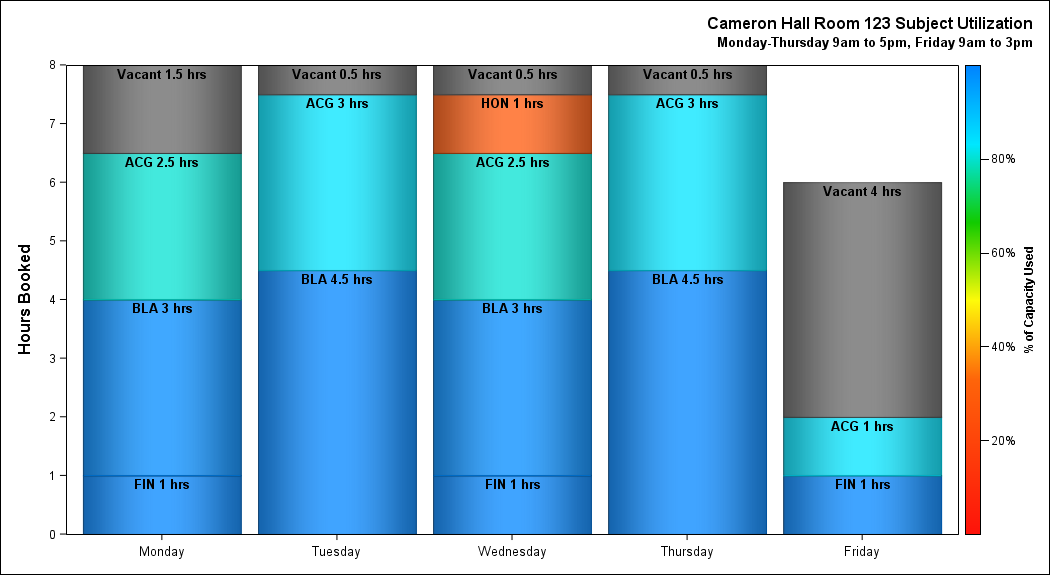 Cameron Hall Room 123 Subject Utilization
Monday-Thursday 9am to 5pm, Friday 9am to 3pm
Hours Booked
8
7
6
5
4
3
2
1
0
Vacant 1.5 hrs
ACG 2.5 hrs
BLA 3 hrs
FIN 1 hrs
Vacant 0.5 hrs
ACG 3 hrs
BLA 4.5 hrs
Vacant 0.5 hrs
HON 1 hrs
ACG 2.5 hrs
BLA 3 hrs
FIN 1 hrs
Vacant 0.5 hrs
ACG 3 hrs
BLA 4.5 hrs
Vacant 4 hrs
ACG 1 hrs
FIN 1 hrs
Monday
Tuesday
Wednesday
Thursday
Friday
80%
60%
40%
20%
% of Capacity Used